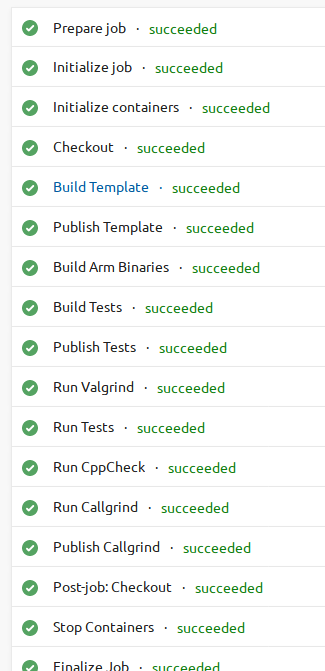 Prepare job · succeeded
Initialize job · succeeded
Initialize containers · succeeded
Checkout · succeeded
Build Template · succeeded
Publish Template · succeeded
Build Arm Binaries · succeeded
Build Tests · succeeded
Publish Tests · succeeded
Run Valgrind · succeeded
Run Tests · succeeded
Run CppCheck · succeeded
Run Callgrind · succeeded
Publish Callgrind · succeeded
Post-job: Checkout · succeeded
Stop Containers · succeeded
Finalize Job · succeeded